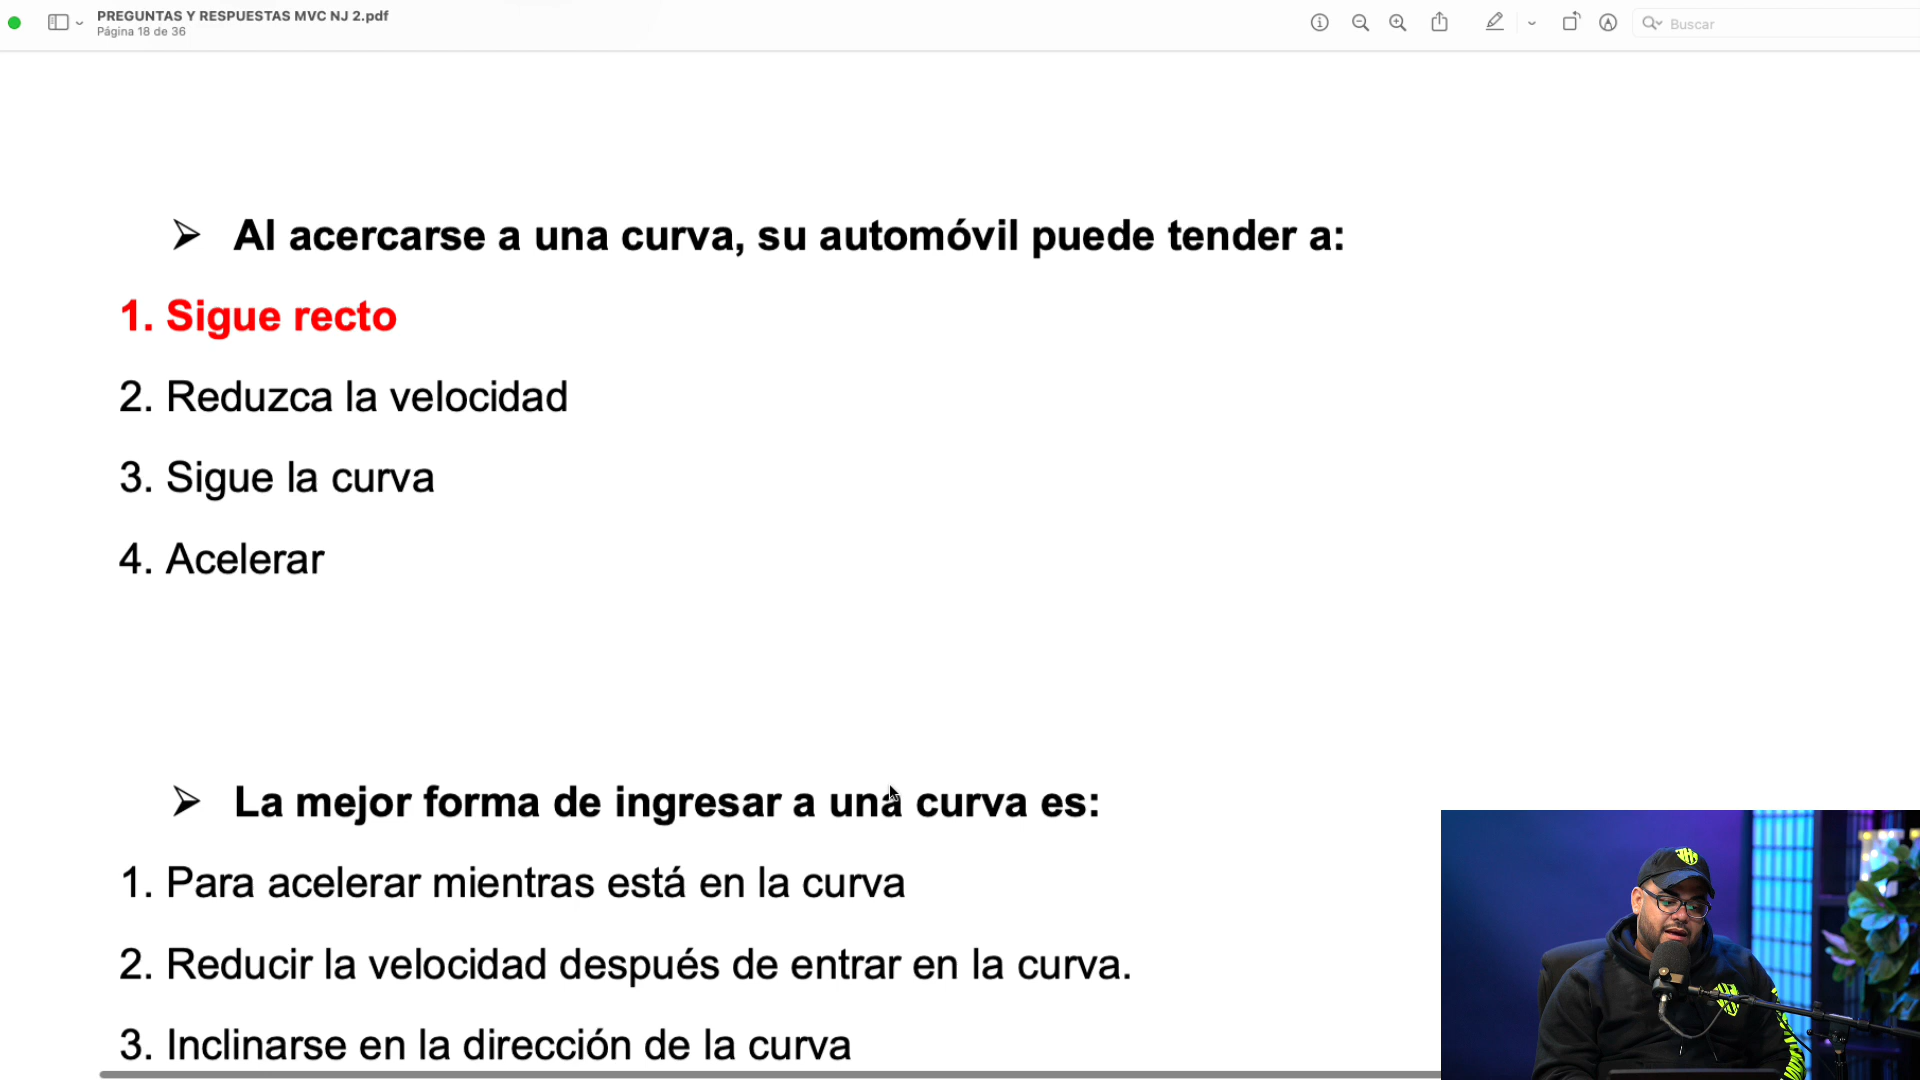 PREGUNTAS Y RESPUESTAS MVC NJ 2.pdf
Página 18 de 36
Buscar
➢ Al acercarse a una curva, su automóvil puede tender a:
1. Sigue recto
2. Reduzca la velocidad
3. Sigue la curva
4. Acelerar
➢ La mejor forma de ingresar a una curva es:
1. Para acelerar mientras está en la curva
2. Reducir la velocidad después de entrar en la curva.
3. Inclinarse en la dirección de la curva